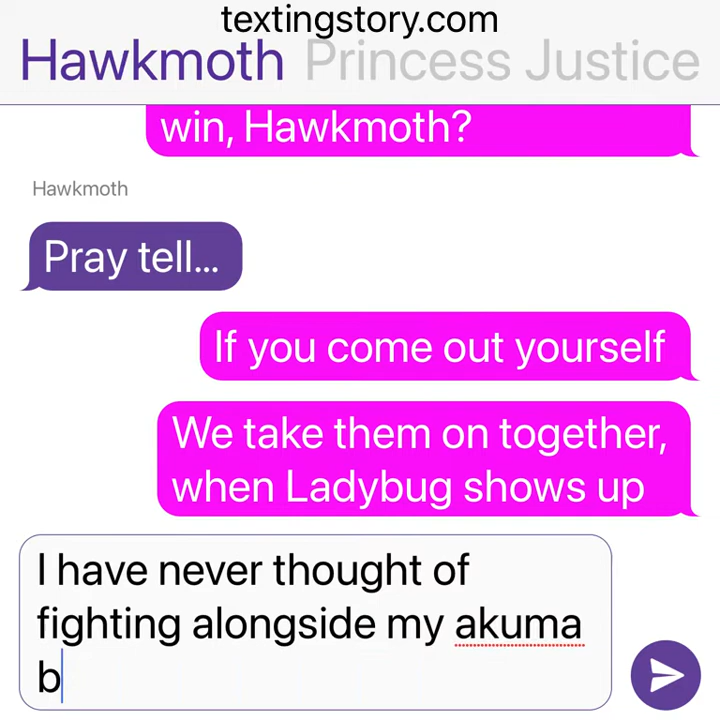 textingstory.com
Hawkmoth Princess Justice
win, Hawkmoth?
Hawkmoth
Pray tell...
If you come out yourself
We take them on together,
when Ladybug shows up
I have never thought of
fighting alongside my akuma
b